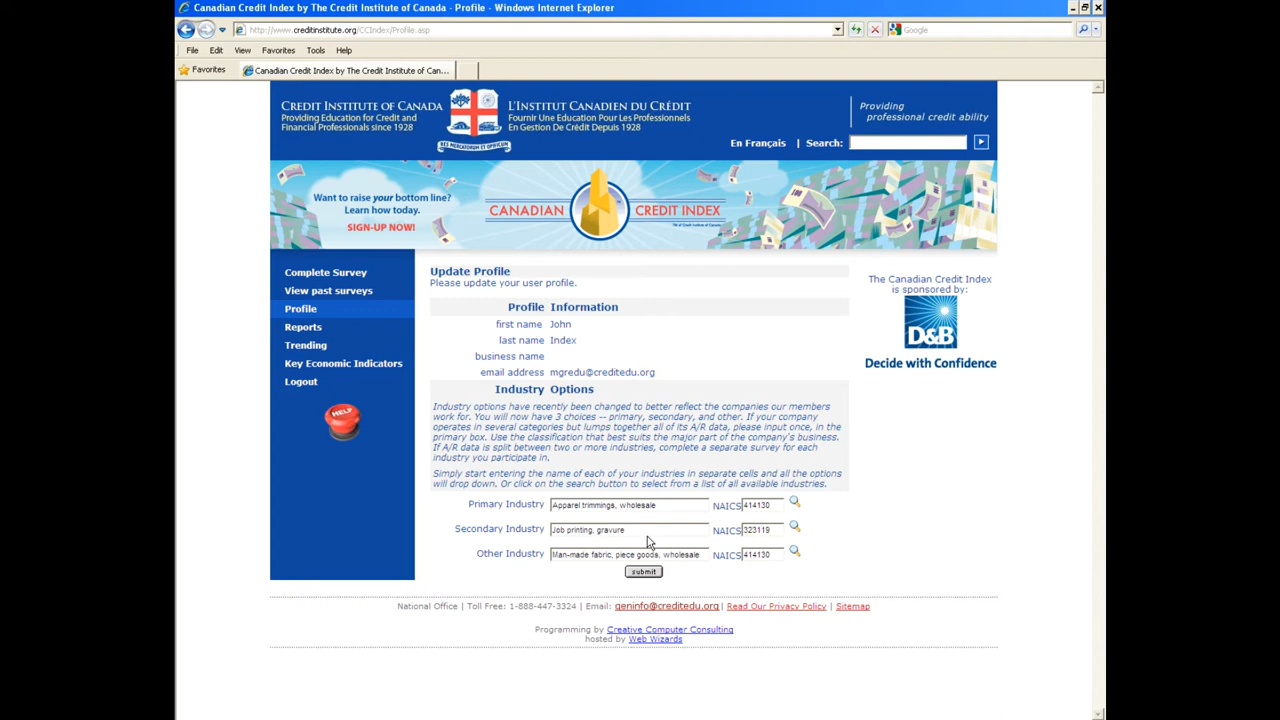 Canadian Credit Index by The Credit Institute of Canada - Profile - Windows Internet Explorer
http://www.creditinstitute.org/CCIndex/Profile.asp
Google
File Edit View Favorites Tools Help
Favorites
Canadian Credit Index by The Credit Institute of Can...
CREDIT INSTITUTE OF CANADA
Providing Education for Credit and
Financial Professionals since 1928
L'INSTITUT CANADIEN DU CRÉDIT
Fournir Une Education Pour Les Professionnels
En Gestion De Crédit Depuis 1928
Providing
professional credit ability
En Français | Search:
Want to raise your bottom line?
Learn how today.
SIGN-UP NOW!
CANADIAN CREDIT INDEX
Complete Survey
View past surveys
Profile
Reports
Trending
Key Economic Indicators
Logout
HELP
Update Profile
Please update your user profile.
Profile Information
first name John
last name Index
business name
email address mgredu@creditedu.org
Industry Options
Industry options have recently been changed to better reflect the companies our members
work for. You will now have 3 choices -- primary, secondary, and other. If your company
operates in several categories but lumps together all of its A/R data, please input once, in the
primary box. Use the classification that best suits the major part of the company's business.
If A/R data is split between two or more industries, complete a separate survey for each
industry you participate in.
Simply start entering the name of each of your industries in separate cells and all the options
will drop down. Or click on the search button to select from a list of all available industries.
Primary Industry Apparel trimmings, wholesale NAICS 414130
Secondary Industry Job printing, gravure NAICS 323119
Other Industry Man-made fabric, piece goods, wholesale NAICS 414130
submit
The Canadian Credit Index
is sponsored by:
D&B
Decide with Confidence
National Office | Toll Free: 1-888-447-3324 | Email: geninfo@creditedu.org | Read Our Privacy Policy | Sitemap
Programming by Creative Computer Consulting
hosted by Web Wizards